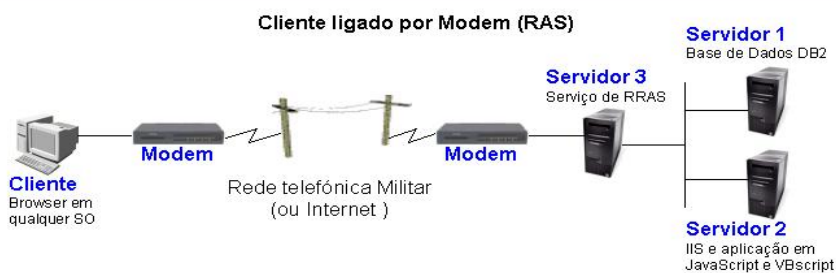 Cliente ligado por Modem (RAS)
Servidor 1
Base de Dados DB2
Servidor 3
Serviço de RRAS
Modem
Modem
Cliente
Browser em
qualquer SO
Rede telefónica Militar
(ou Internet )
Servidor 2
IIS e aplicação em
JavaScript e VBscript